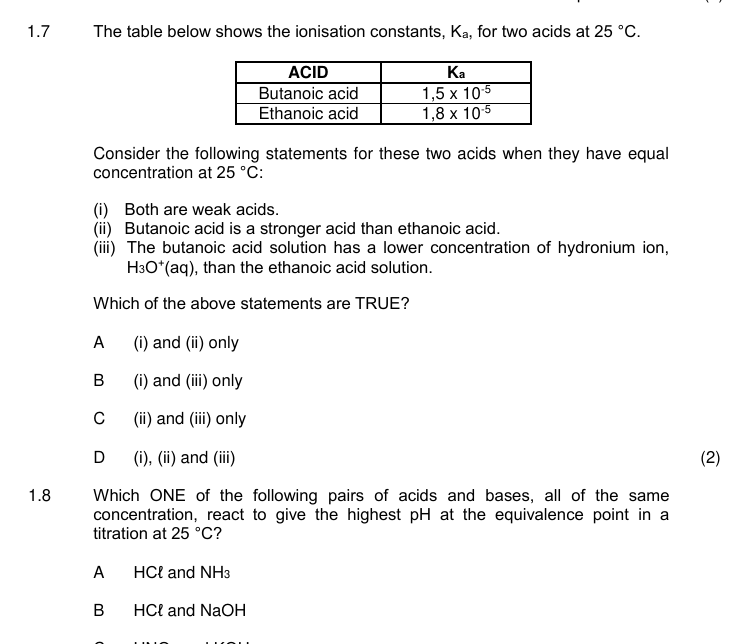 1.7 The table below shows the ionisation constants, Ka, for two acids at 25 °C.
ACID Ka
Butanoic acid 1,5 x 10-5
Ethanoic acid 1,8 x 10-5
Consider the following statements for these two acids when they have equal
concentration at 25 °C:
(i) Both are weak acids.
(ii) Butanoic acid is a stronger acid than ethanoic acid.
(iii) The butanoic acid solution has a lower concentration of hydronium ion,
H3O+(aq), than the ethanoic acid solution.
Which of the above statements are TRUE?
A (i) and (ii) only
B (i) and (iii) only
C (ii) and (iii) only
D (i), (ii) and (iii) (2)
1.8 Which ONE of the following pairs of acids and bases, all of the same
concentration, react to give the highest pH at the equivalence point in a
titration at 25 °C?
A HCℓ and NH3
B HCℓ and NaOH